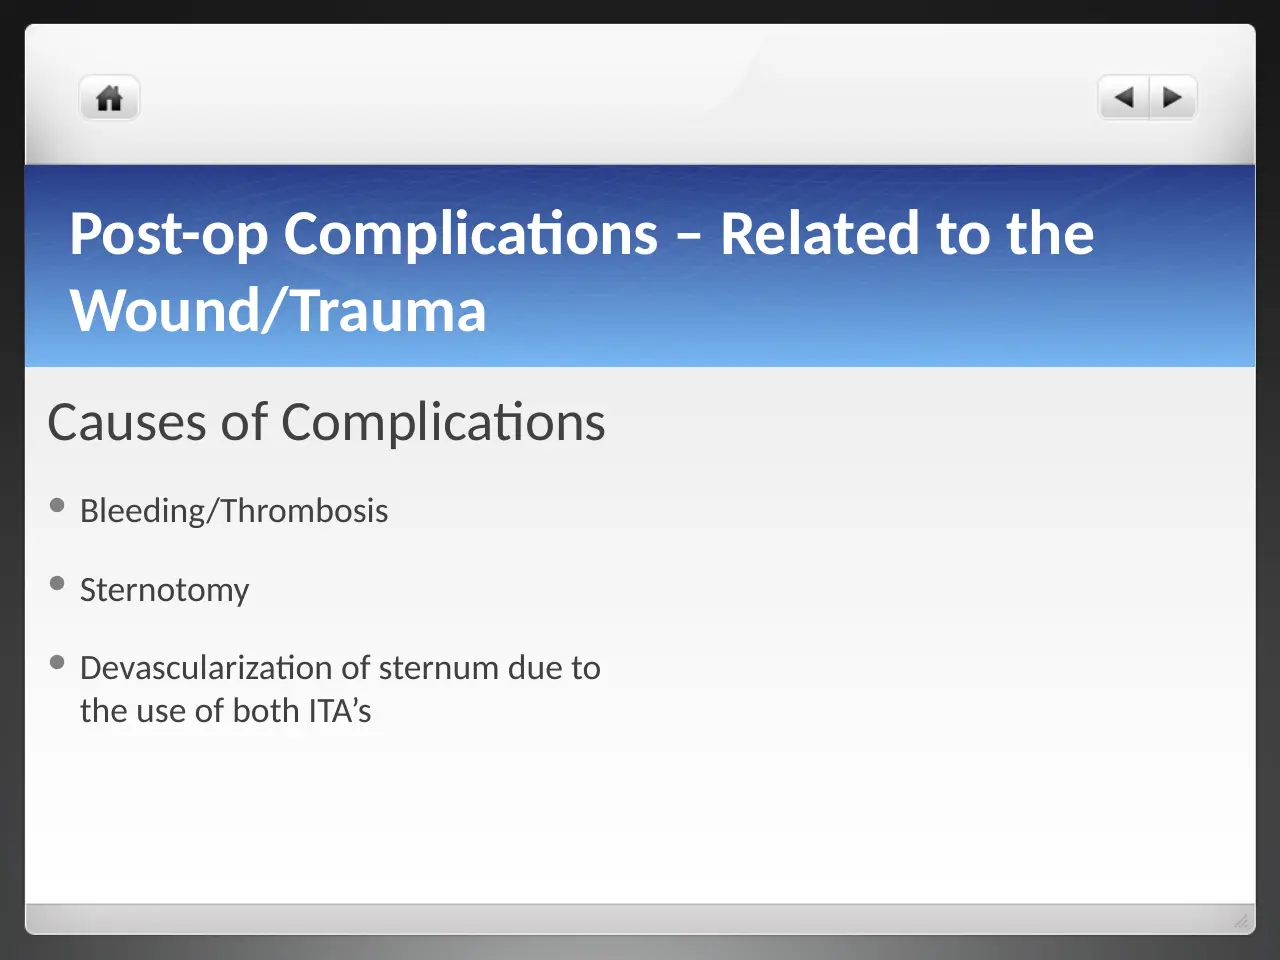 Post-op Complications – Related to the
Wound/Trauma
Causes of Complications
• Bleeding/Thrombosis
• Sternotomy
• Devascularization of sternum due to
the use of both ITA’s